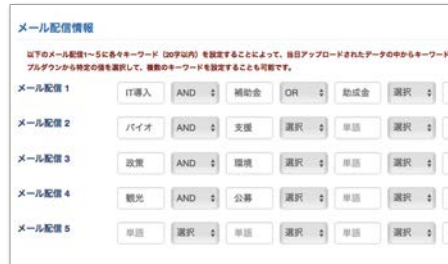 メール配信情報
以下のメール配信1〜5に各々キーワード（20字以内）を設定することによって、当日アップロードされたデータの中からキーワード
プルダウンから特定の値を選択して、複数のキーワードを設定することも可能です。
メール配信 1 IT導入 AND 補助金 OR 助成金 選択
メール配信 2 バイオ AND 支援 選択 単語 選択
メール配信 3 政策 AND 環境 選択 単語 選択
メール配信 4 観光 AND 公募 選択 単語 選択
メール配信 5 単語 選択 単語 選択 単語 選択